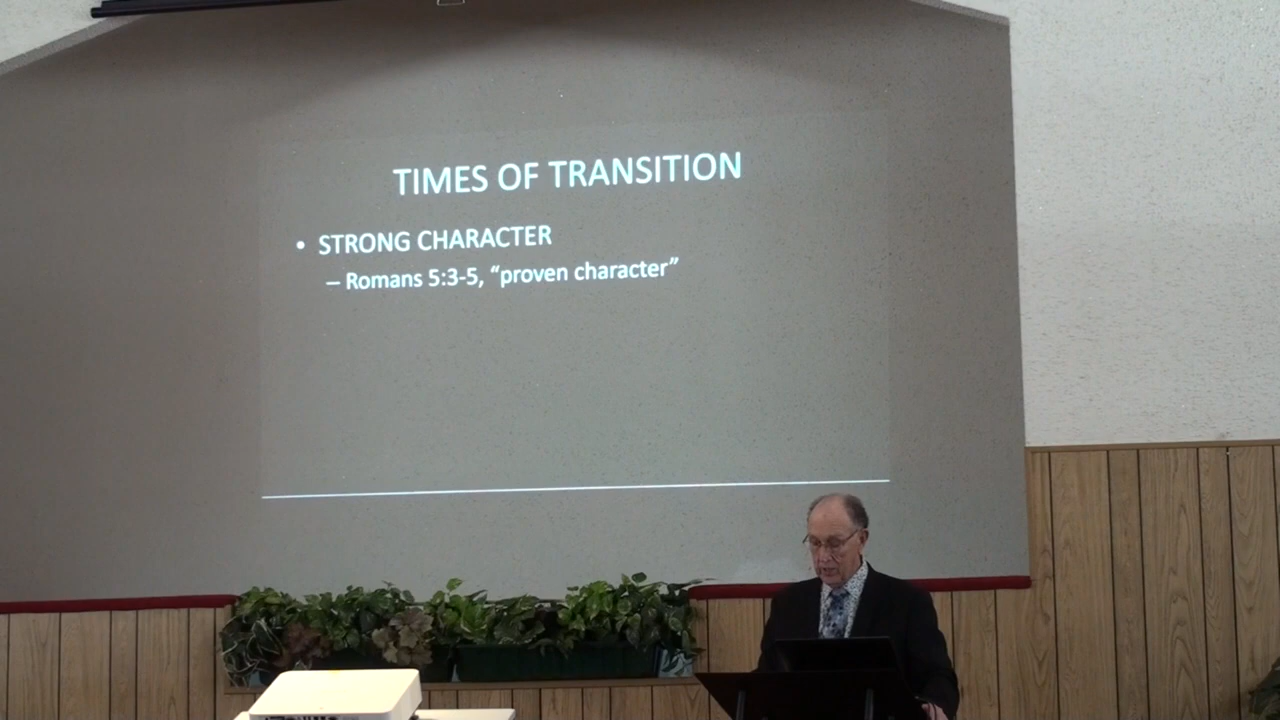 TIMES OF TRANSITION
• STRONG CHARACTER
– Romans 5:3-5, “proven character”